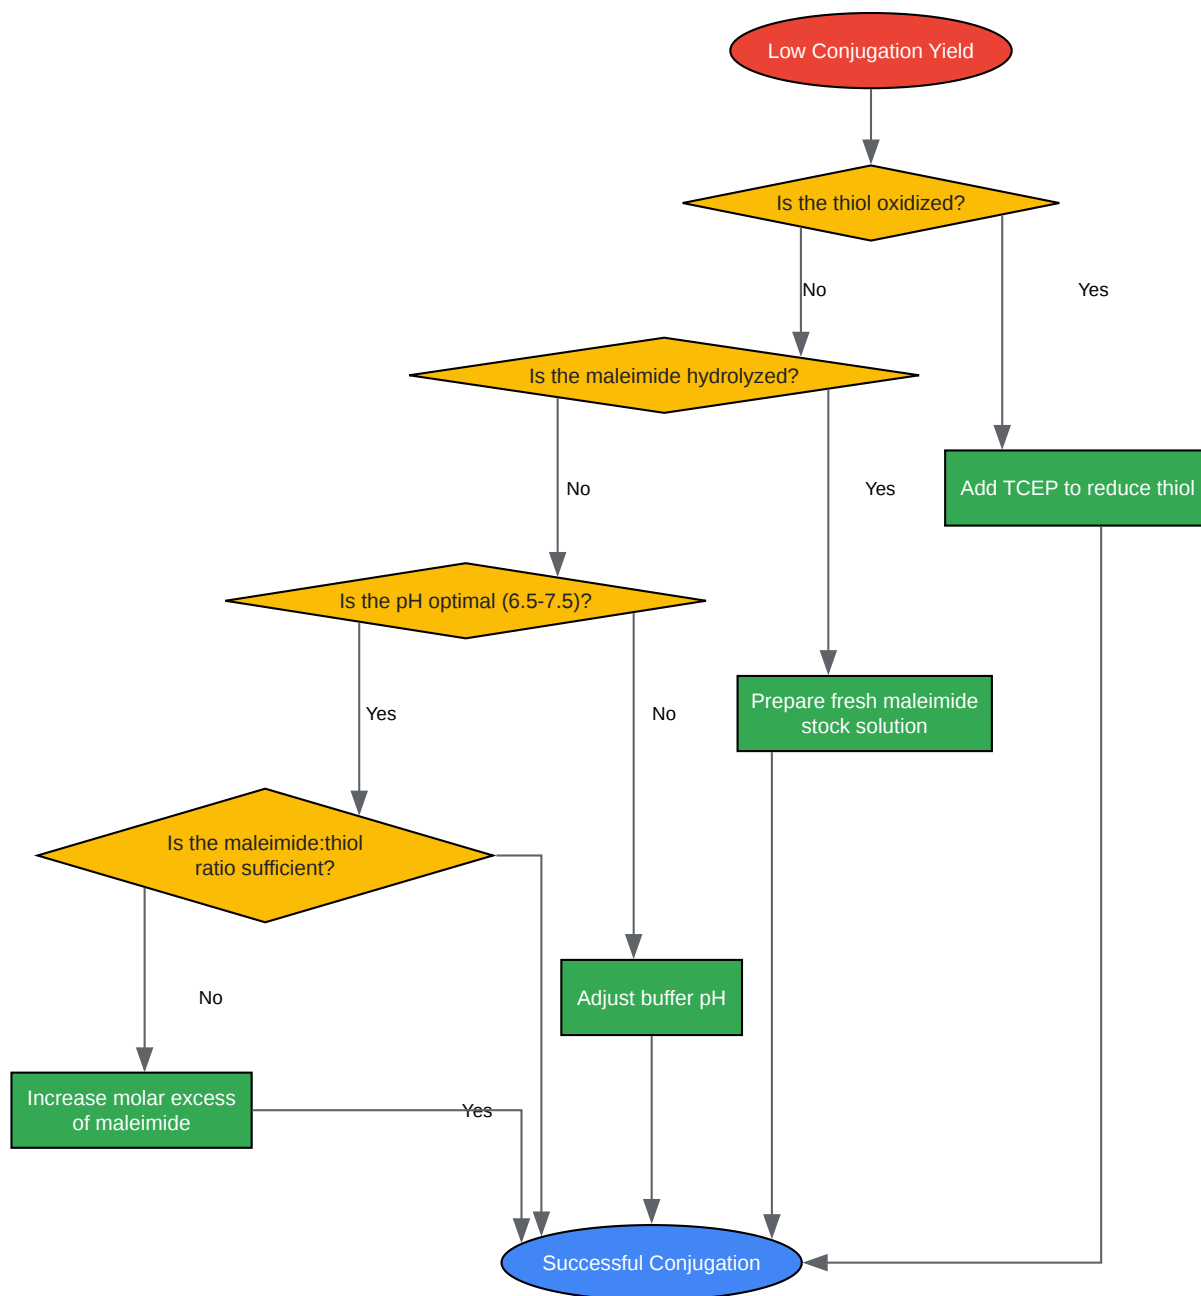 Low Conjugation Yield
Is the thiol oxidized?
No
Yes
Is the maleimide hydrolyzed?
No
Yes
Add TCEP to reduce thiol
Is the pH optimal (6.5-7.5)?
Yes
No
Prepare fresh maleimide
stock solution
Is the maleimide:thiol
ratio sufficient?
No
Adjust buffer pH
Increase molar excess
of maleimide
Yes
Successful Conjugation